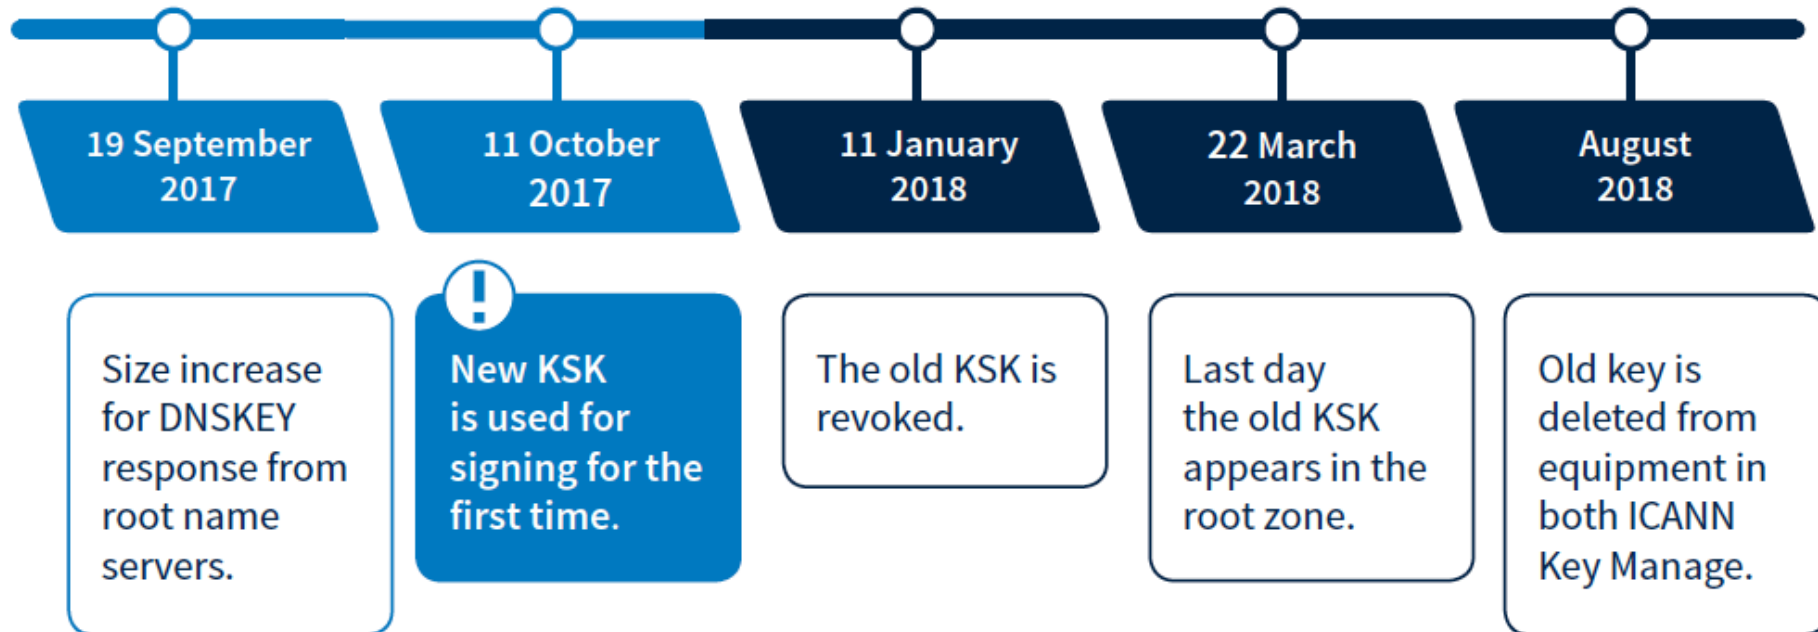 19 September
2017
11 October
2017
11 January
2018
22 March
2018
August
2018
Size increase
for DNSKEY
response from
root name
servers.
!
New KSK
is used for
signing for the
first time.
The old KSK is
revoked.
Last day
the old KSK
appears in the
root zone.
Old key is
deleted from
equipment in
both ICANN
Key Manage.